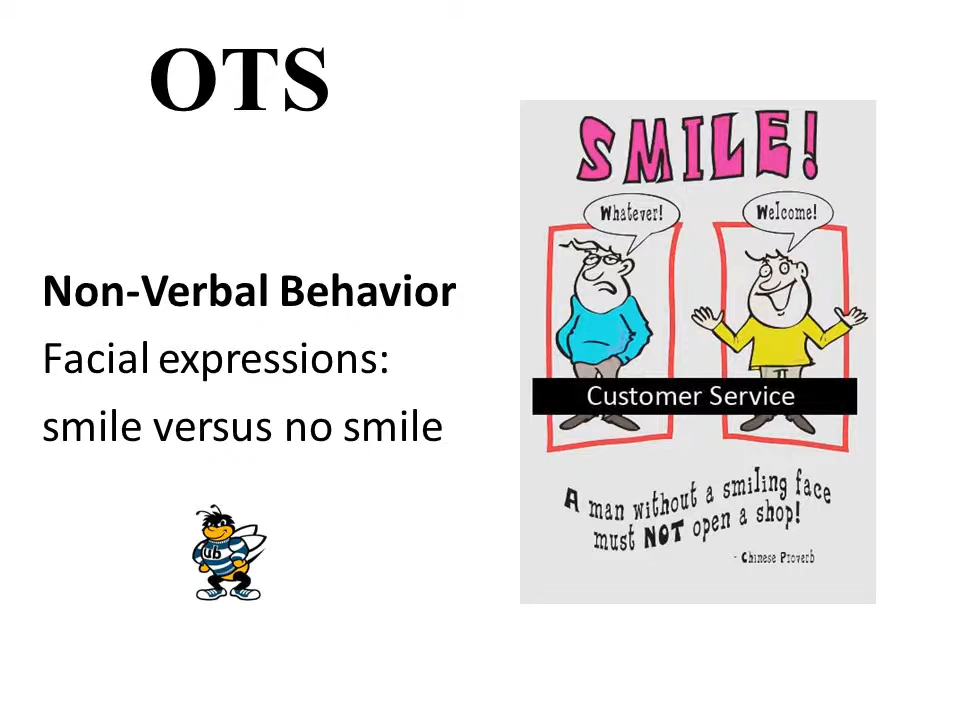 OTS
Non-Verbal Behavior
Facial expressions:
smile versus no smile
ub
SMILE!
Whatever!
Welcome!
Customer Service
A man without a smiling face
must NOT open a shop!
- Chinese Proverb